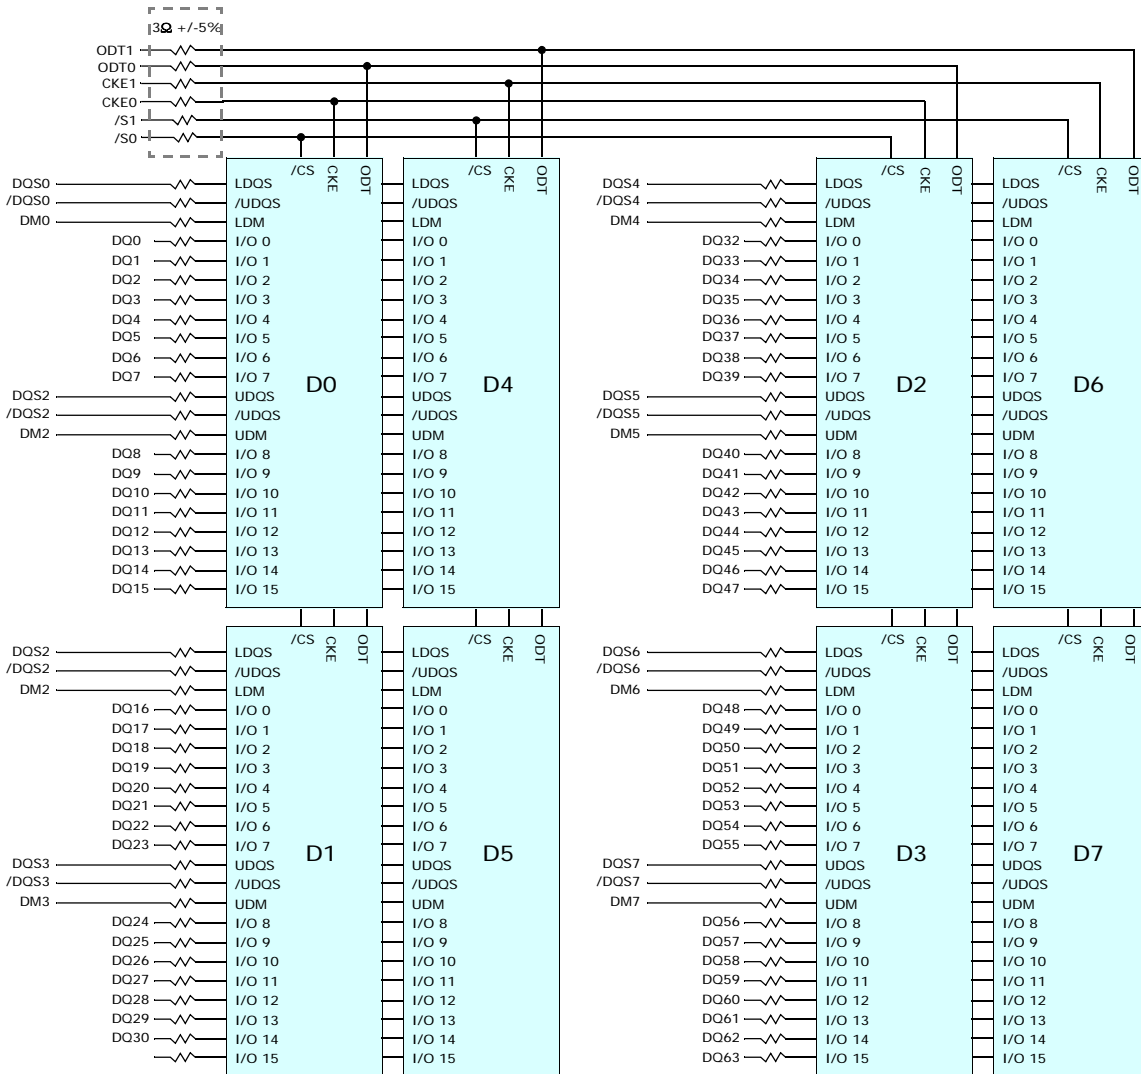 3Ω +/-5%
ODT1
ODT0
CKE1
CKE0
/S1
/S0
/CS CKE ODT /CS CKE ODT /CS CKE ODT /CS CKE ODT
DQS0 LDQS LDQS DQS4 LDQS LDQS
/DQS0 /UDQS /UDQS /DQS4 /UDQS /UDQS
DM0 LDM LDM DM4 LDM LDM
DQ0 I/O 0 I/O 0 DQ32 I/O 0 I/O 0
DQ1 I/O 1 I/O 1 DQ33 I/O 1 I/O 1
DQ2 I/O 2 I/O 2 DQ34 I/O 2 I/O 2
DQ3 I/O 3 I/O 3 DQ35 I/O 3 I/O 3
DQ4 I/O 4 I/O 4 DQ36 I/O 4 I/O 4
DQ5 I/O 5 I/O 5 DQ37 I/O 5 I/O 5
DQ6 I/O 6 I/O 6 DQ38 I/O 6 I/O 6
DQ7 I/O 7 I/O 7 DQ39 I/O 7 I/O 7
D0 D4 D2 D6
DQS2 UDQS UDQS DQS5 UDQS UDQS
/DQS2 /UDQS /UDQS /DQS5 /UDQS /UDQS
DM2 UDM UDM DM5 UDM UDM
DQ8 I/O 8 I/O 8 DQ40 I/O 8 I/O 8
DQ9 I/O 9 I/O 9 DQ41 I/O 9 I/O 9
DQ10 I/O 10 I/O 10 DQ42 I/O 10 I/O 10
DQ11 I/O 11 I/O 11 DQ43 I/O 11 I/O 11
DQ12 I/O 12 I/O 12 DQ44 I/O 12 I/O 12
DQ13 I/O 13 I/O 13 DQ45 I/O 13 I/O 13
DQ14 I/O 14 I/O 14 DQ46 I/O 14 I/O 14
DQ15 I/O 15 I/O 15 DQ47 I/O 15 I/O 15
/CS CKE ODT /CS CKE ODT /CS CKE ODT /CS CKE ODT
DQS2 LDQS LDQS DQS6 LDQS LDQS
/DQS2 /UDQS /UDQS /DQS6 /UDQS /UDQS
DM2 LDM LDM DM6 LDM LDM
DQ16 I/O 0 I/O 0 DQ48 I/O 0 I/O 0
DQ17 I/O 1 I/O 1 DQ49 I/O 1 I/O 1
DQ18 I/O 2 I/O 2 DQ50 I/O 2 I/O 2
DQ19 I/O 3 I/O 3 DQ51 I/O 3 I/O 3
DQ20 I/O 4 I/O 4 DQ52 I/O 4 I/O 4
DQ21 I/O 5 I/O 5 DQ53 I/O 5 I/O 5
DQ22 I/O 6 I/O 6 DQ54 I/O 6 I/O 6
DQ23 I/O 7 I/O 7 DQ55 I/O 7 I/O 7
D1 D5 D3 D7
DQS3 UDQS UDQS DQS7 UDQS UDQS
/DQS3 /UDQS /UDQS /DQS7 /UDQS /UDQS
DM3 UDM UDM DM7 UDM UDM
DQ24 I/O 8 I/O 8 DQ56 I/O 8 I/O 8
DQ25 I/O 9 I/O 9 DQ57 I/O 9 I/O 9
DQ26 I/O 10 I/O 10 DQ58 I/O 10 I/O 10
DQ27 I/O 11 I/O 11 DQ59 I/O 11 I/O 11
DQ28 I/O 12 I/O 12 DQ60 I/O 12 I/O 12
DQ29 I/O 13 I/O 13 DQ61 I/O 13 I/O 13
DQ30 I/O 14 I/O 14 DQ62 I/O 14 I/O 14
I/O 15 I/O 15 DQ63 I/O 15 I/O 15